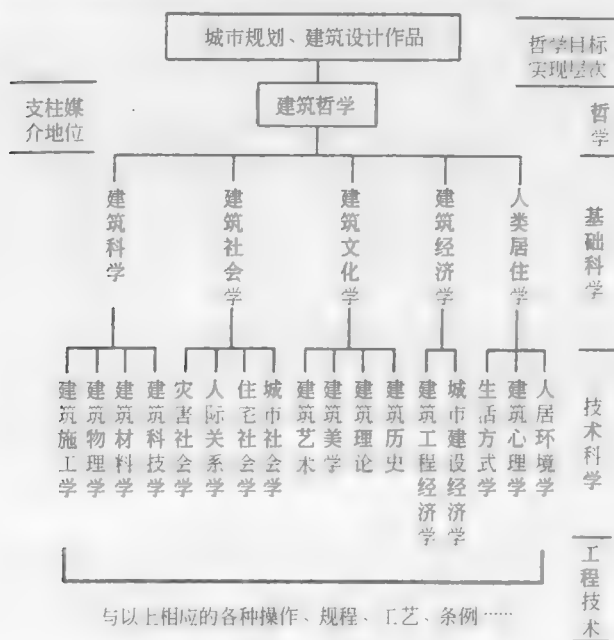 城市规划、建筑设计作品
哲学目标
实现层次
建筑哲学
支柱媒
介地位
哲学
建筑科学
建筑社会学
建筑文化学
建筑经济学
人类居住学
基础科学
建筑施工学
建筑物理学
建筑材料学
建筑科技学
灾害社会学
人际关系学
住宅社会学
城市社会学
建筑艺术
建筑美学
建筑理论
建筑历史
建筑工程经济学
城市建设经济学
生活方式学
建筑心理学
人居环境学
技术科学
工程技术
与以上相应的各种操作、规程、工艺、条例……